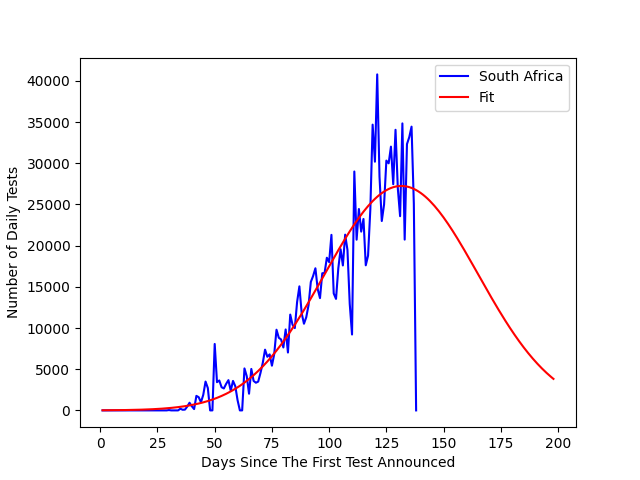 South Africa
Fit
40000
35000
30000
25000
20000
15000
10000
5000
0
Number of Daily Tests
0 25 50 75 100 125 150 175 200
Days Since The First Test Announced